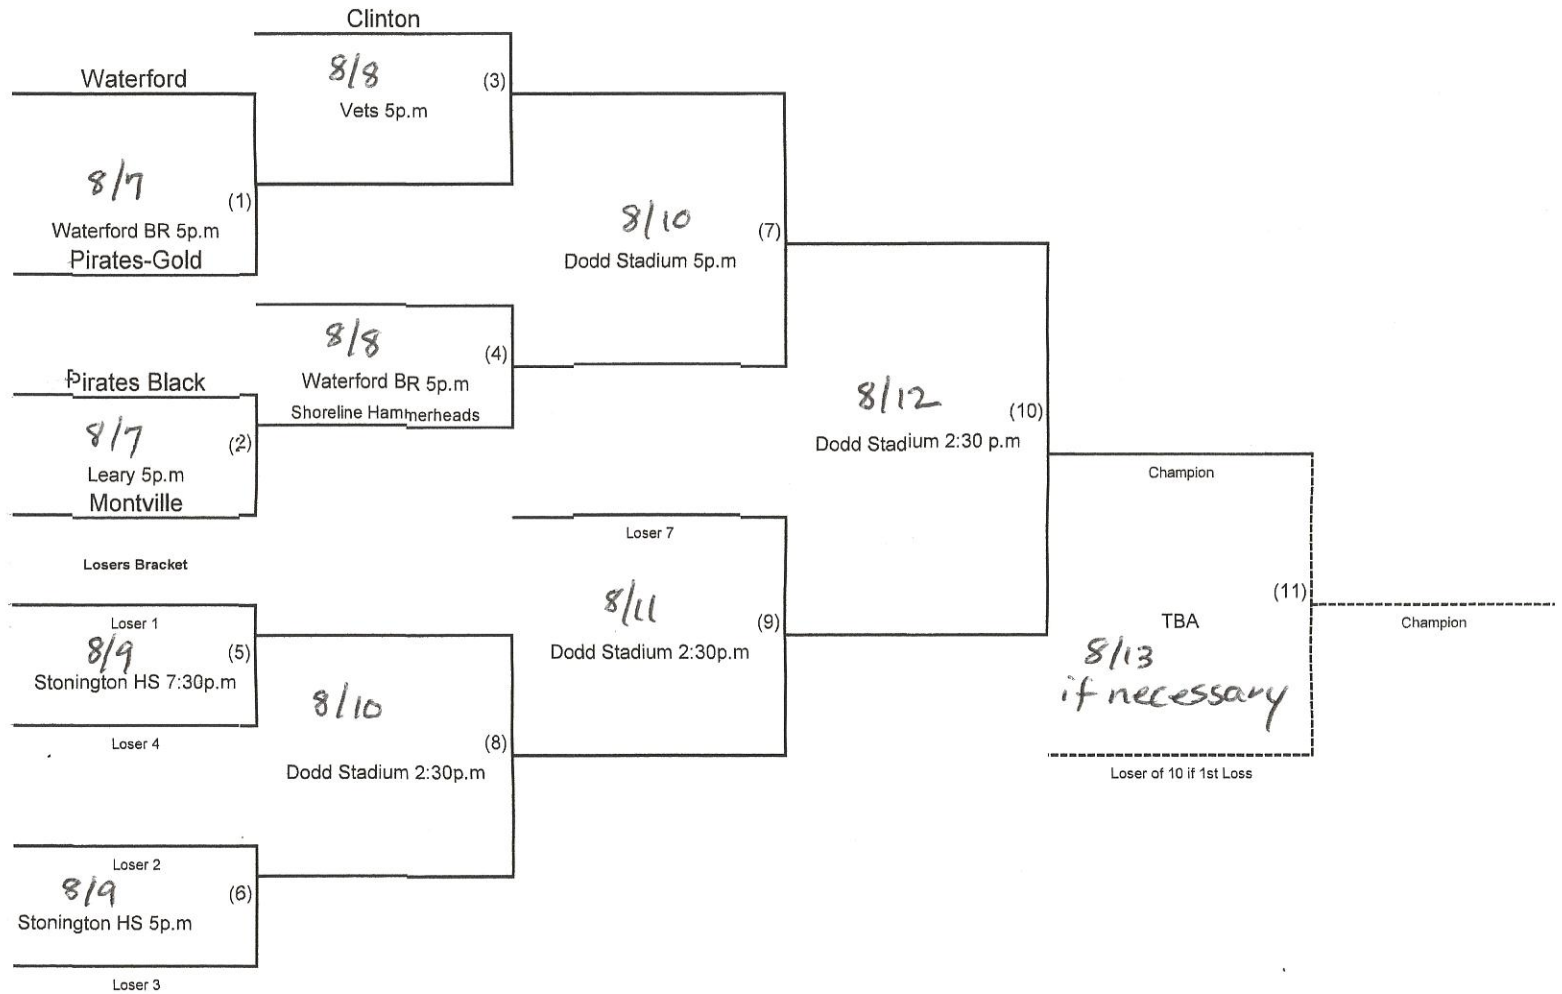 Clinton
8/8
(3)
Vets 5p.m
Waterford
8/7
(1)
Waterford BR 5p.m
Pirates-Gold
8/10
(7)
Dodd Stadium 5p.m
8/8
(4)
Waterford BR 5p.m
Shoreline Hammerheads
Pirates Black
8/7
(2)
Leary 5p.m
Montville
8/12
(10)
Dodd Stadium 2:30 p.m
Champion
Losers Bracket
Loser 1
8/9
(5)
Stonington HS 7:30p.m
Loser 4
Loser 7
8/11
(9)
Dodd Stadium 2:30p.m
8/10
(8)
Dodd Stadium 2:30p.m
(11)
TBA
8/13
if necessary
Loser of 10 if 1st Loss
Champion
Loser 2
8/9
(6)
Stonington HS 5p.m
Loser 3